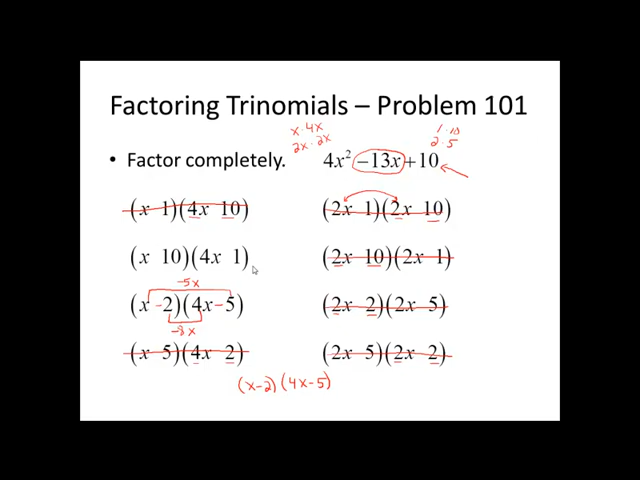 Factoring Trinomials – Problem 101
x · 4x
2x · 2x
1 · 10
2 · 5
• Factor completely. 4x² −13x +10
(x 1)(4x 10) (2x 1)(2x 10)
(x 10)(4x 1) (2x 10)(2x 1)
-5x
(x -2)(4x -5) (2x 2)(2x 5)
-8x
(x 5)(4x 2) (2x 5)(2x 2)
(x-2)(4x-5)